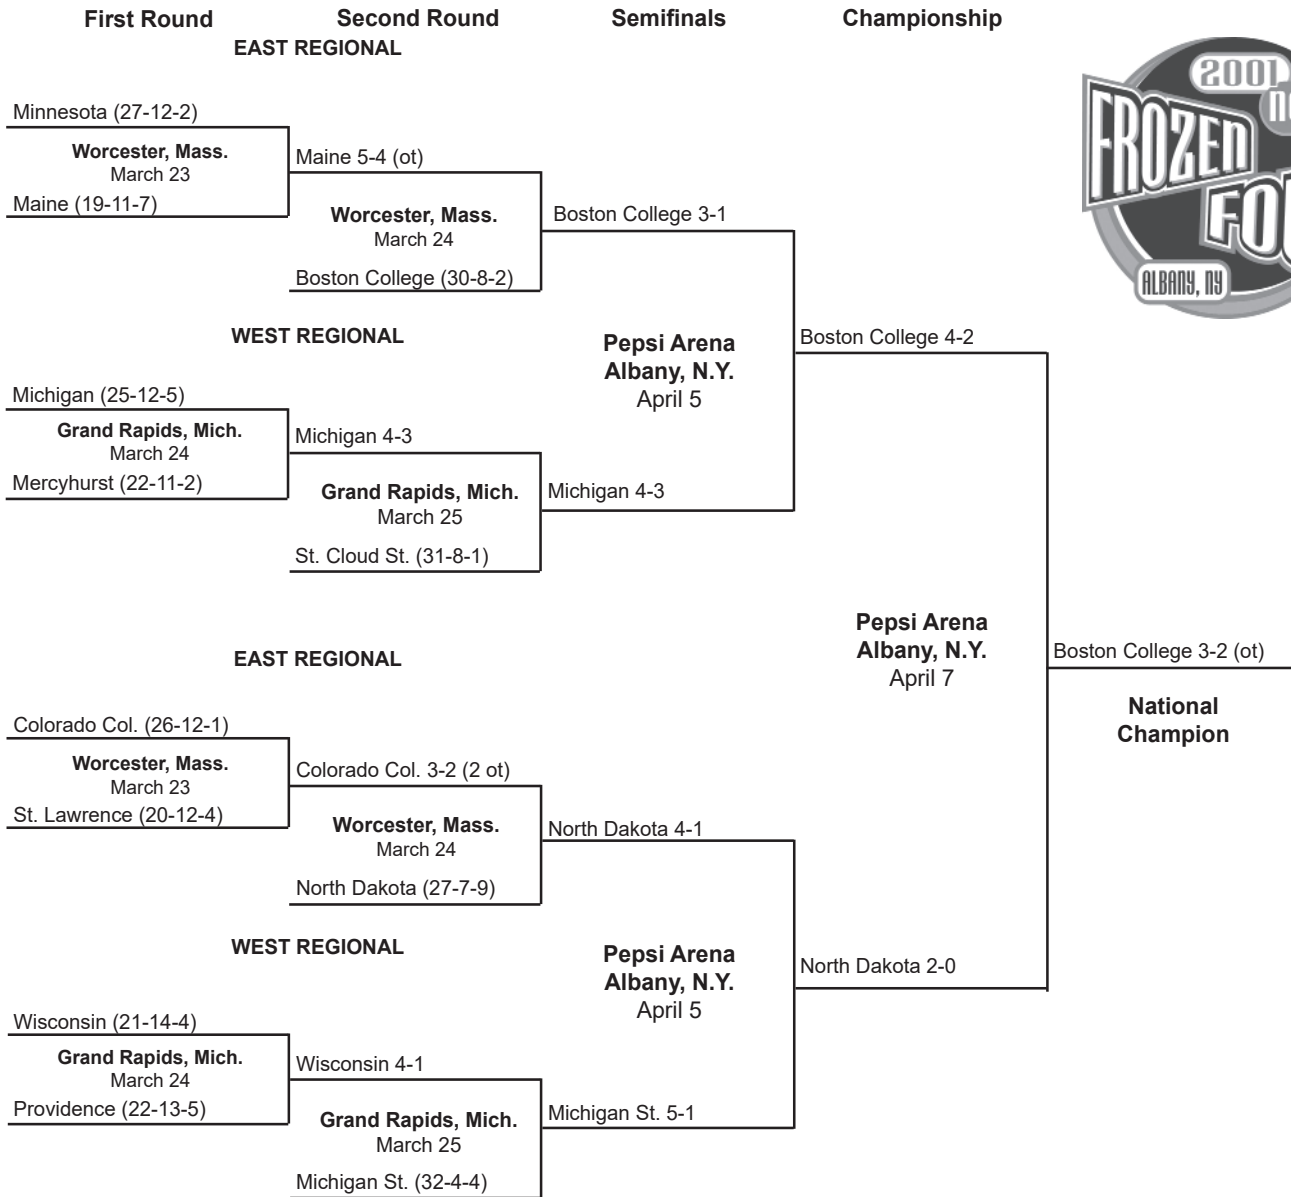 First Round Second Round Semifinals Championship
EAST REGIONAL
2001
FROZEN
ALBANY, NY
Minnesota (27-12-2)
Worcester, Mass.
March 23
Maine (19-11-7)
Maine 5-4 (ot)
Worcester, Mass.
March 24
Boston College (30-8-2)
Boston College 3-1
WEST REGIONAL
Pepsi Arena
Albany, N.Y.
April 5
Boston College 4-2
Michigan (25-12-5)
Grand Rapids, Mich.
March 24
Mercyhurst (22-11-2)
Michigan 4-3
Grand Rapids, Mich.
March 25
St. Cloud St. (31-8-1)
Michigan 4-3
Pepsi Arena
Albany, N.Y.
April 7
Boston College 3-2 (ot)
National
Champion
EAST REGIONAL
Colorado Col. (26-12-1)
Worcester, Mass.
March 23
St. Lawrence (20-12-4)
Colorado Col. 3-2 (2 ot)
Worcester, Mass.
March 24
North Dakota (27-7-9)
North Dakota 4-1
WEST REGIONAL
Pepsi Arena
Albany, N.Y.
April 5
North Dakota 2-0
Wisconsin (21-14-4)
Grand Rapids, Mich.
March 24
Providence (22-13-5)
Wisconsin 4-1
Grand Rapids, Mich.
March 25
Michigan St. (32-4-4)
Michigan St. 5-1